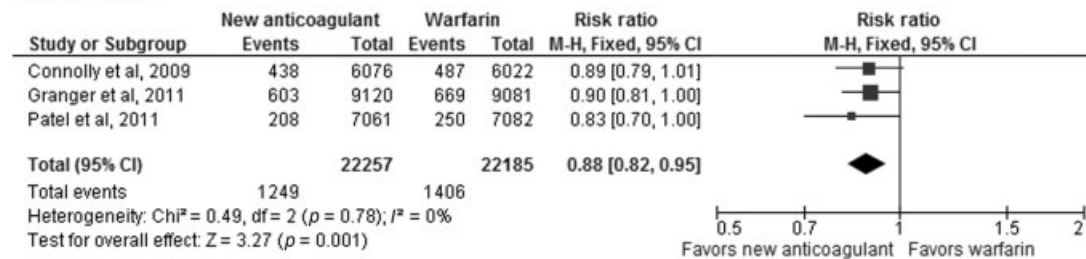 New anticoagulant Warfarin Risk ratio Risk ratio
Study or Subgroup Events Total Events Total M-H, Fixed, 95% CI M-H, Fixed, 95% CI
Connolly et al, 2009 438 6076 487 6022 0.89 [0.79, 1.01]
Granger et al, 2011 603 9120 669 9081 0.90 [0.81, 1.00]
Patel et al, 2011 208 7061 250 7082 0.83 [0.70, 1.00]
Total (95% CI) 22257 22185 0.88 [0.82, 0.95]
Total events 1249 1406
Heterogeneity: Chi² = 0.49, df = 2 (p = 0.78); I² = 0%
Test for overall effect: Z = 3.27 (p = 0.001)
0.5 0.7 1 1.5 2
Favors new anticoagulant Favors warfarin